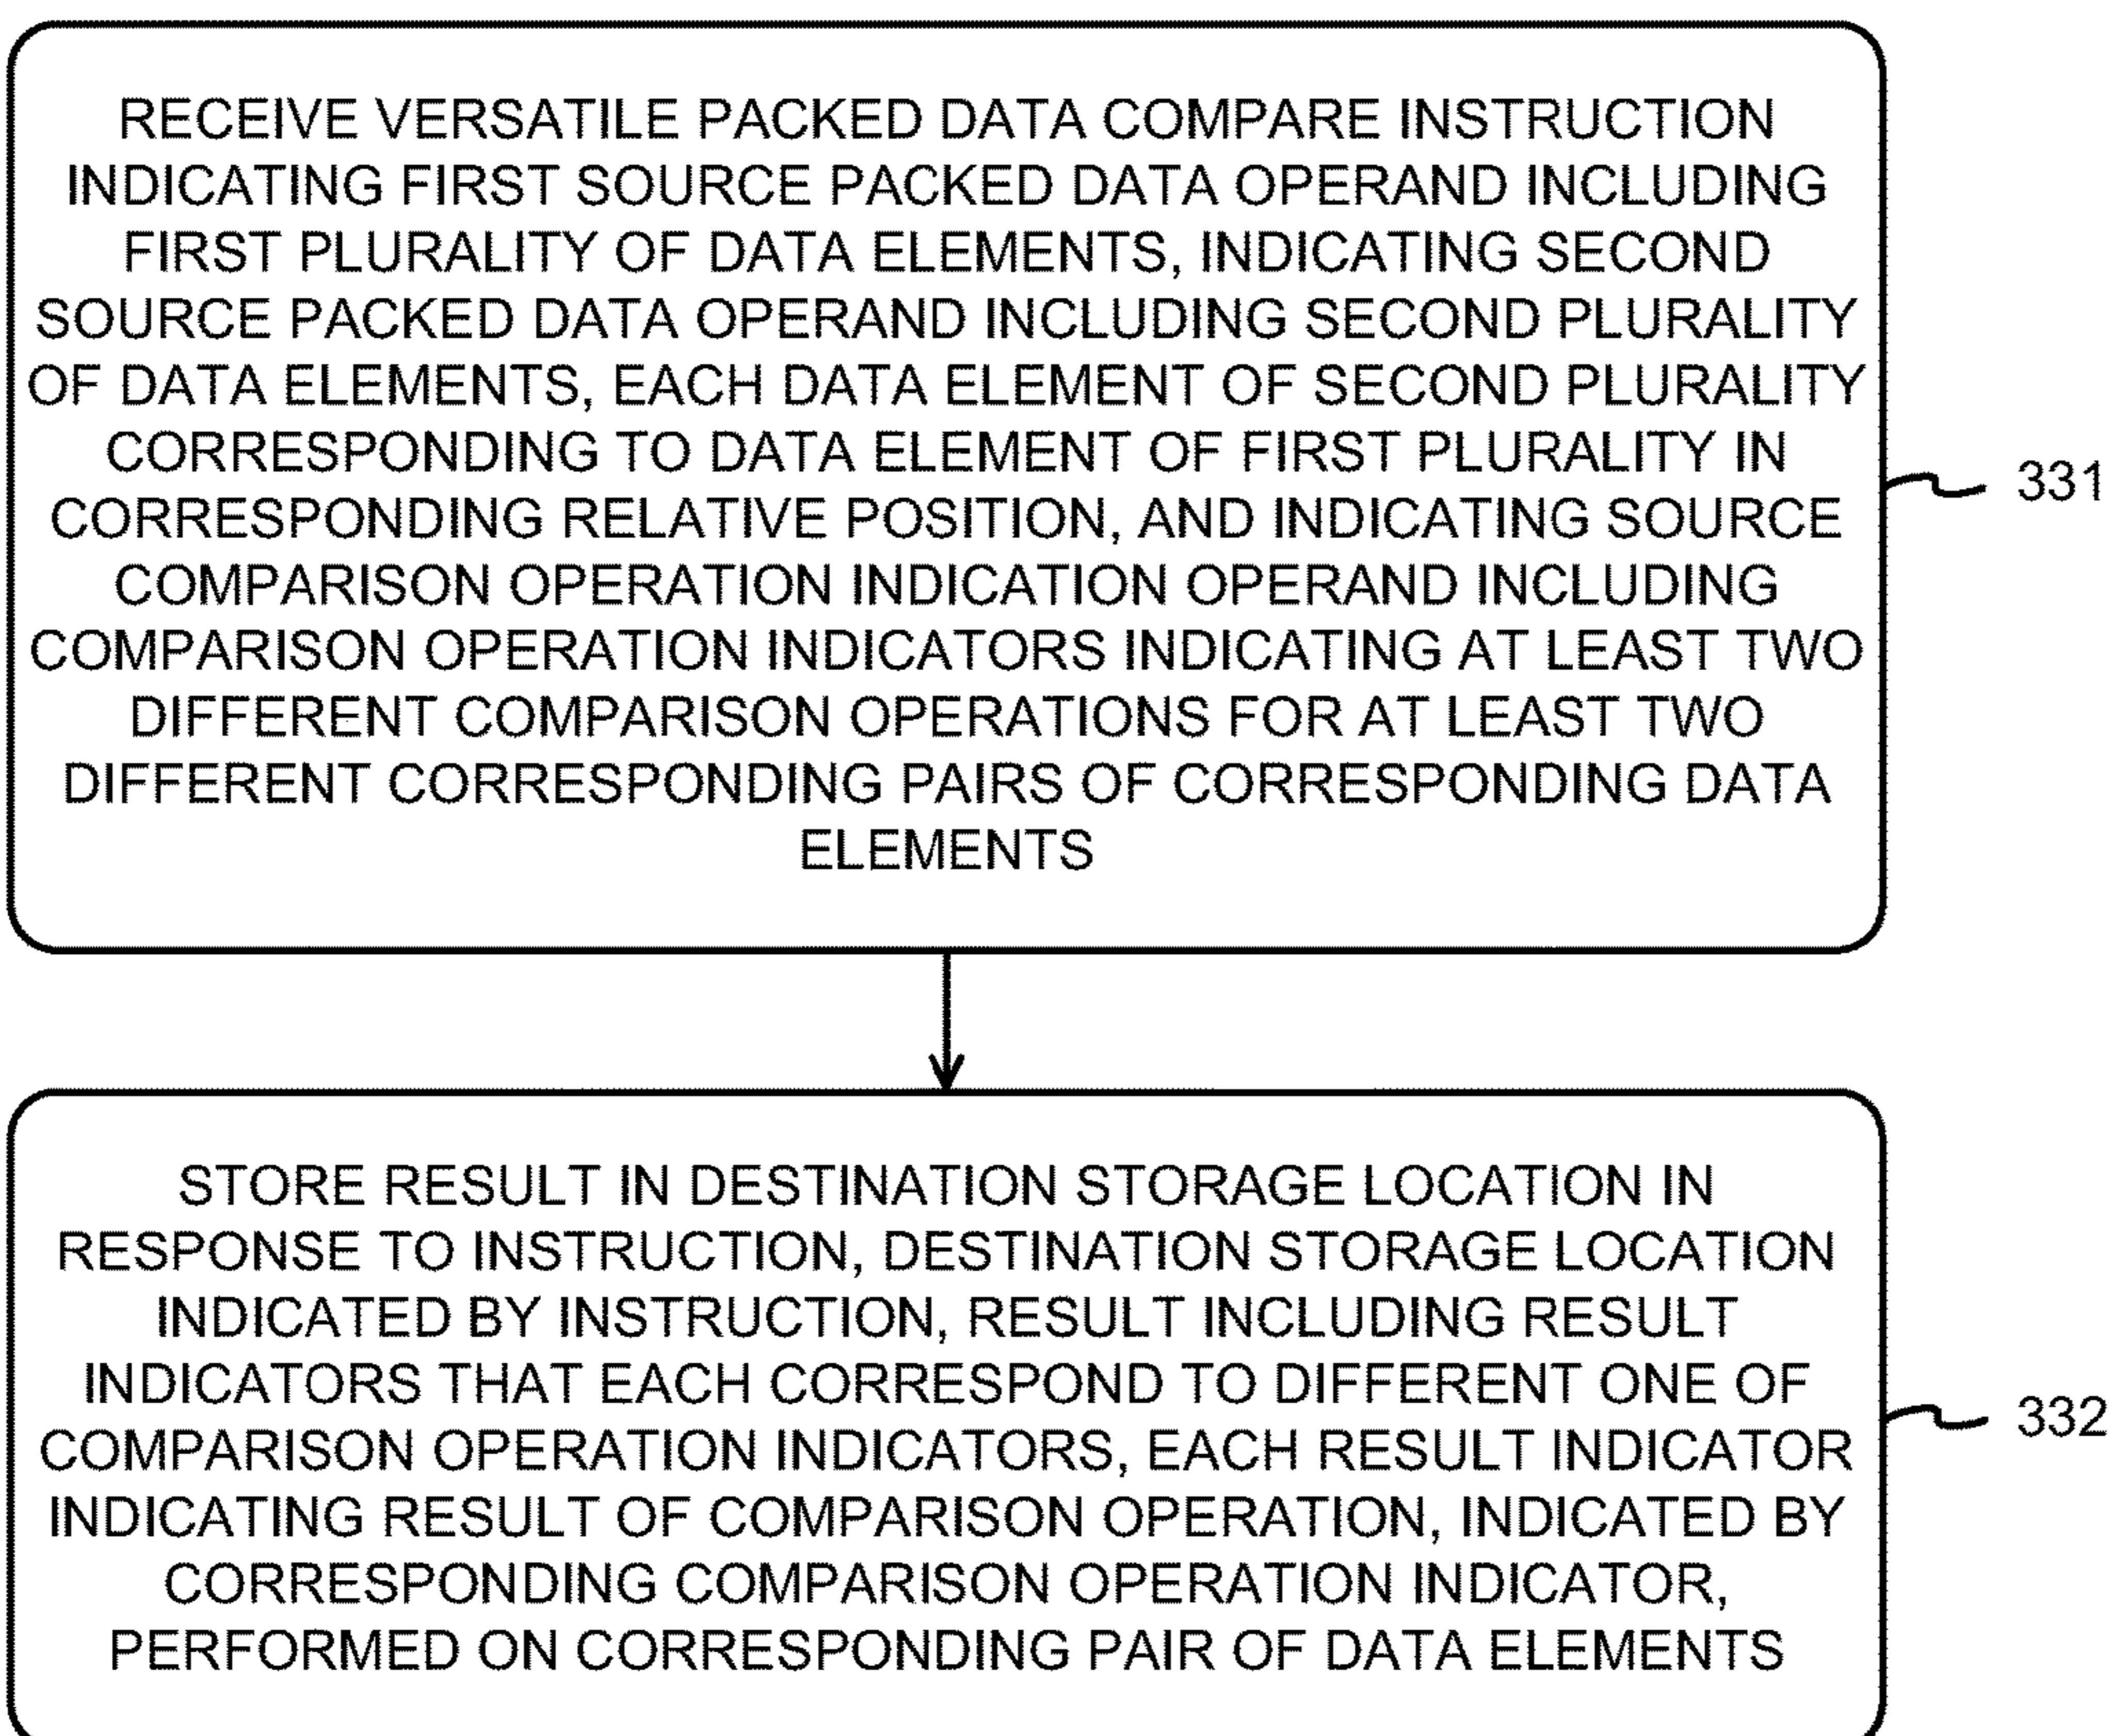 RECEIVE VERSATILE PACKED DATA COMPARE INSTRUCTION
INDICATING FIRST SOURCE PACKED DATA OPERAND INCLUDING
FIRST PLURALITY OF DATA ELEMENTS, INDICATING SECOND
SOURCE PACKED DATA OPERAND INCLUDING SECOND PLURALITY
OF DATA ELEMENTS, EACH DATA ELEMENT OF SECOND PLURALITY
CORRESPONDING TO DATA ELEMENT OF FIRST PLURALITY IN
CORRESPONDING RELATIVE POSITION, AND INDICATING SOURCE
COMPARISON OPERATION INDICATION OPERAND INCLUDING
COMPARISON OPERATION INDICATORS INDICATING AT LEAST TWO
DIFFERENT COMPARISON OPERATIONS FOR AT LEAST TWO
DIFFERENT CORRESPONDING PAIRS OF CORRESPONDING DATA
ELEMENTS
331
STORE RESULT IN DESTINATION STORAGE LOCATION IN
RESPONSE TO INSTRUCTION, DESTINATION STORAGE LOCATION
INDICATED BY INSTRUCTION, RESULT INCLUDING RESULT
INDICATORS THAT EACH CORRESPOND TO DIFFERENT ONE OF
COMPARISON OPERATION INDICATORS, EACH RESULT INDICATOR
INDICATING RESULT OF COMPARISON OPERATION, INDICATED BY
CORRESPONDING COMPARISON OPERATION INDICATOR,
PERFORMED ON CORRESPONDING PAIR OF DATA ELEMENTS
332